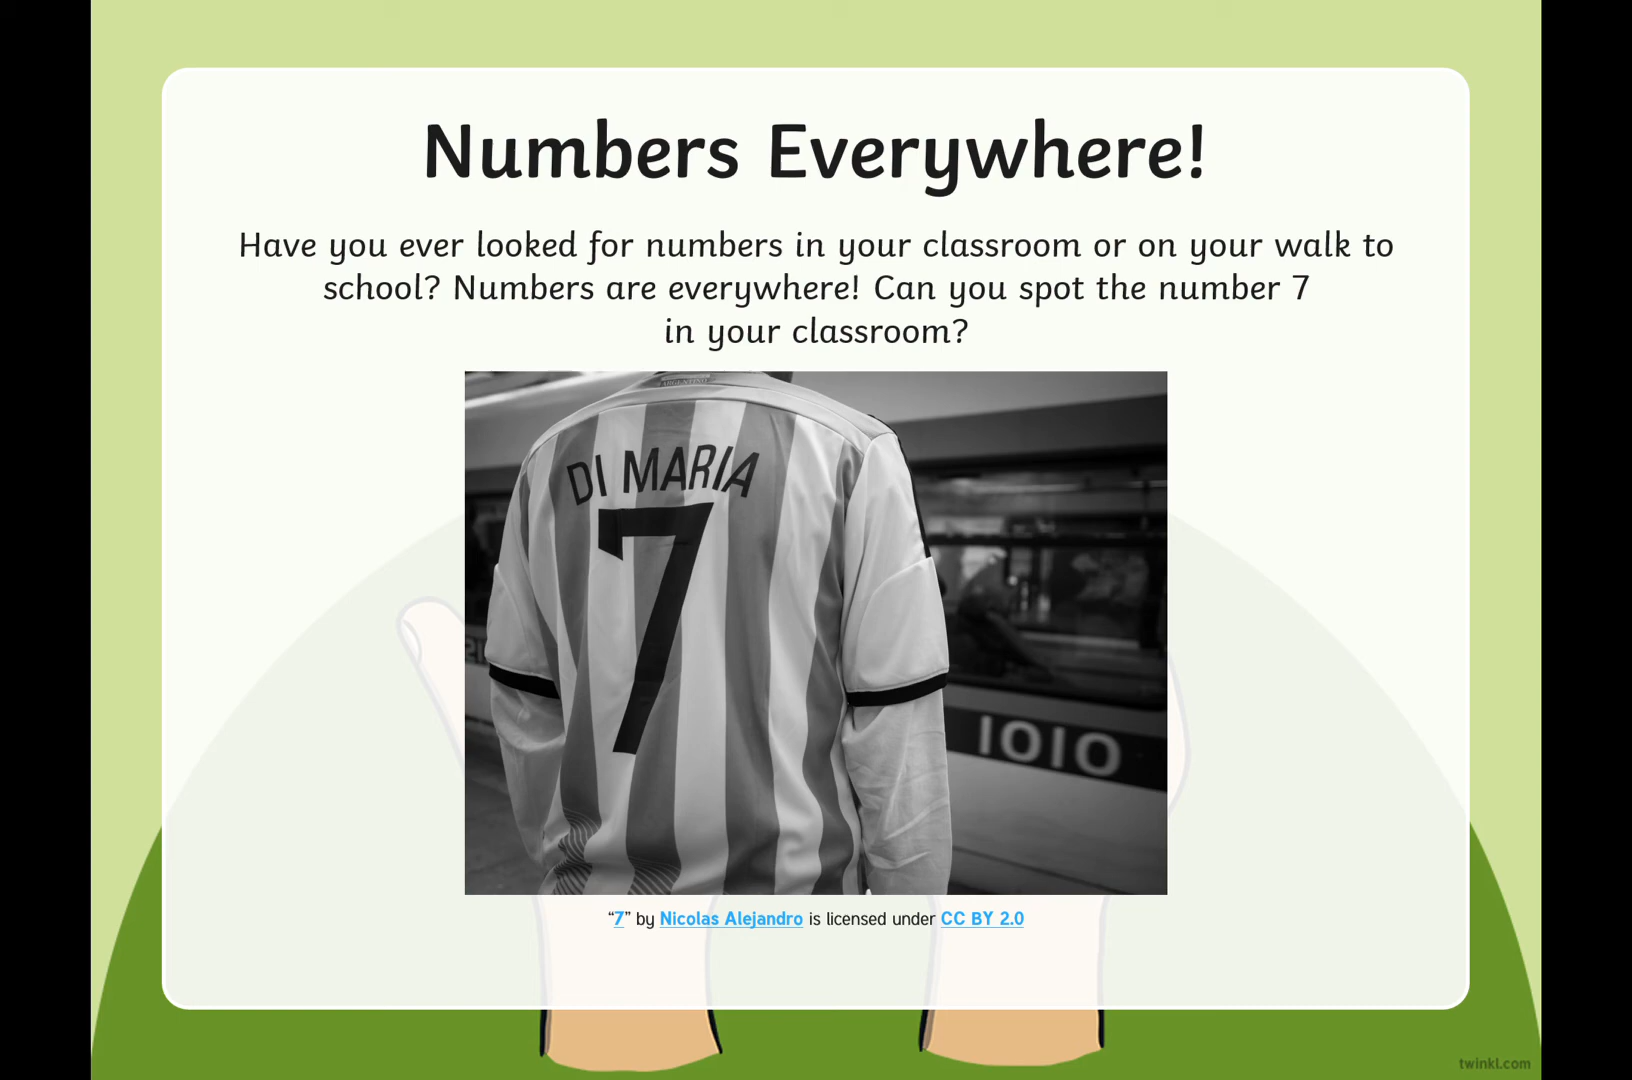 Numbers Everywhere!
Have you ever looked for numbers in your classroom or on your walk to
school? Numbers are everywhere! Can you spot the number 7
in your classroom?
ARGENTINA
DI MARIA
7
1010
“7” by Nicolas Alejandro is licensed under CC BY 2.0
twinkl.com